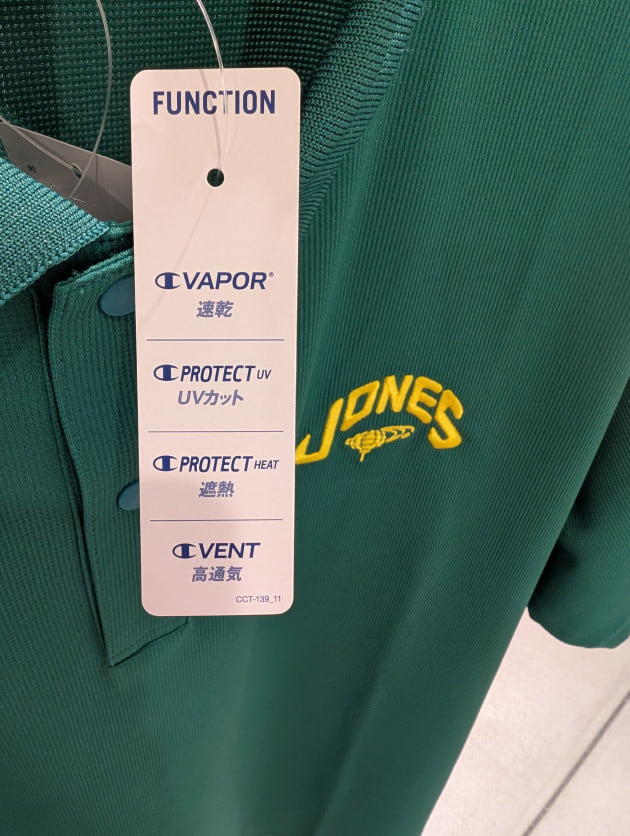 FUNCTION
VAPOR®
速乾
PROTECT UV
UVカット
PROTECT HEAT
遮熱
VENT
高通気
CCT-139_11
JONES